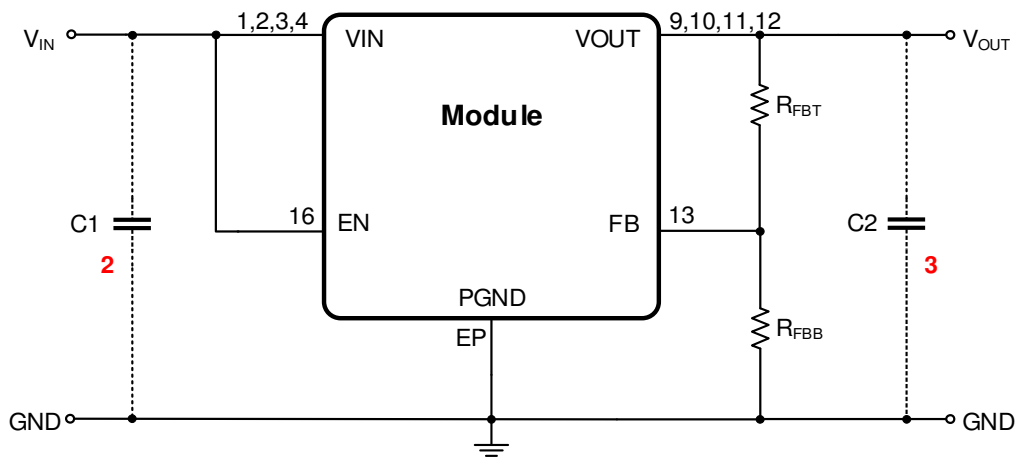 1,2,3,4
9,10,11,12
VIN
VIN
VOUT
VOUT
Module
RFBT
16
EN
FB
13
C1
2
C2
3
PGND
EP
RFBB
GND
GND